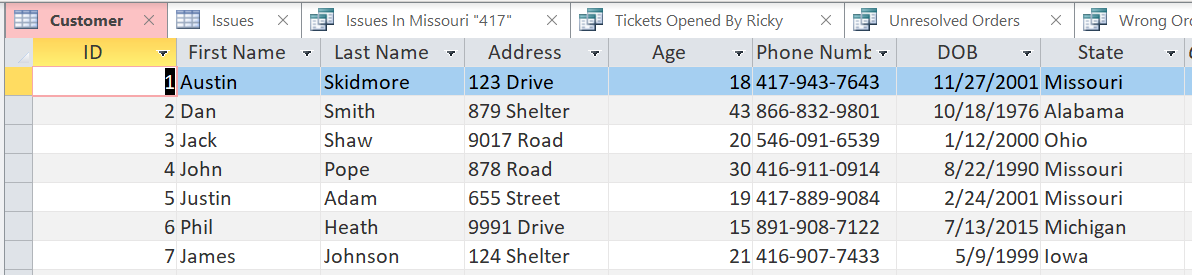 Customer Issues Issues In Missouri "417" Tickets Opened By Ricky Unresolved Orders Wrong Ord
ID First Name Last Name Address Age Phone Numb DOB State
1 Austin Skidmore 123 Drive 18 417-943-7643 11/27/2001 Missouri
2 Dan Smith 879 Shelter 43 866-832-9801 10/18/1976 Alabama
3 Jack Shaw 9017 Road 20 546-091-6539 1/12/2000 Ohio
4 John Pope 878 Road 30 416-911-0914 8/22/1990 Missouri
5 Justin Adam 655 Street 19 417-889-9084 2/24/2001 Missouri
6 Phil Heath 9991 Drive 15 891-908-7122 7/13/2015 Michigan
7 James Johnson 124 Shelter 21 416-907-7433 5/9/1999 Iowa